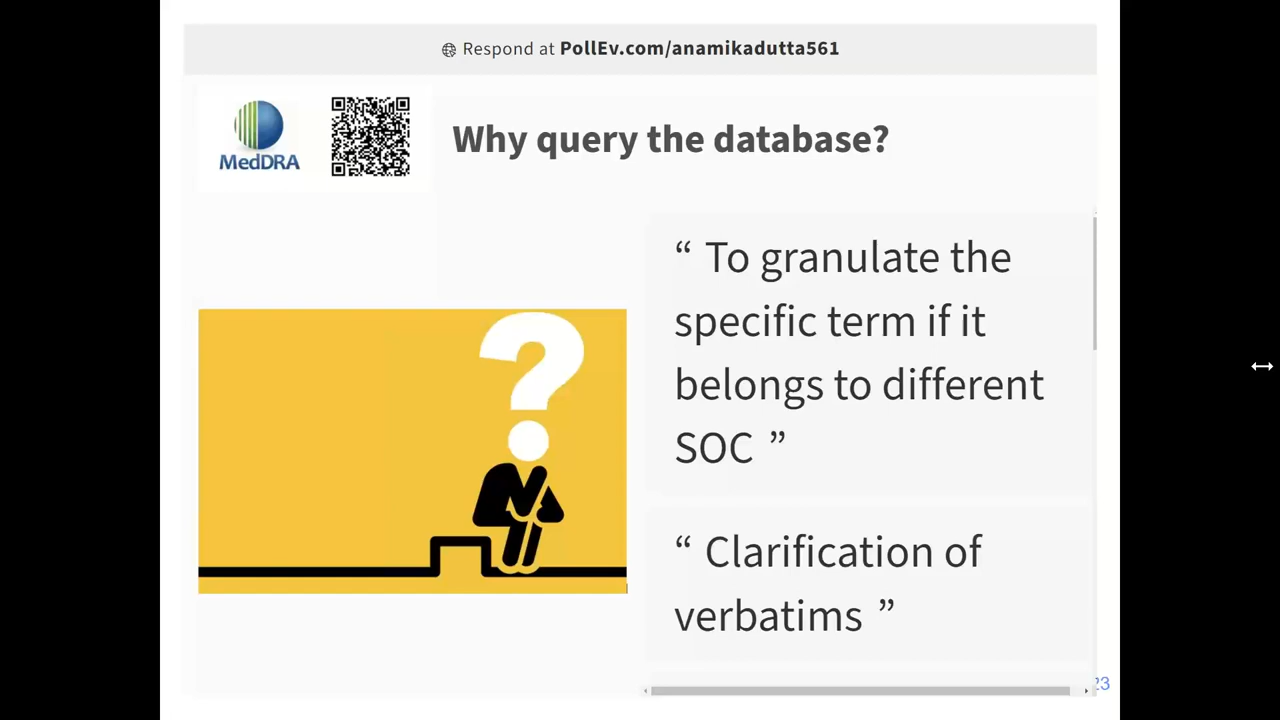 Respond at PollEv.com/anamikadutta561
MedDRA
Why query the database?
“ To granulate the
specific term if it
belongs to different
SOC ”
“ Clarification of
verbatims ”
23
?